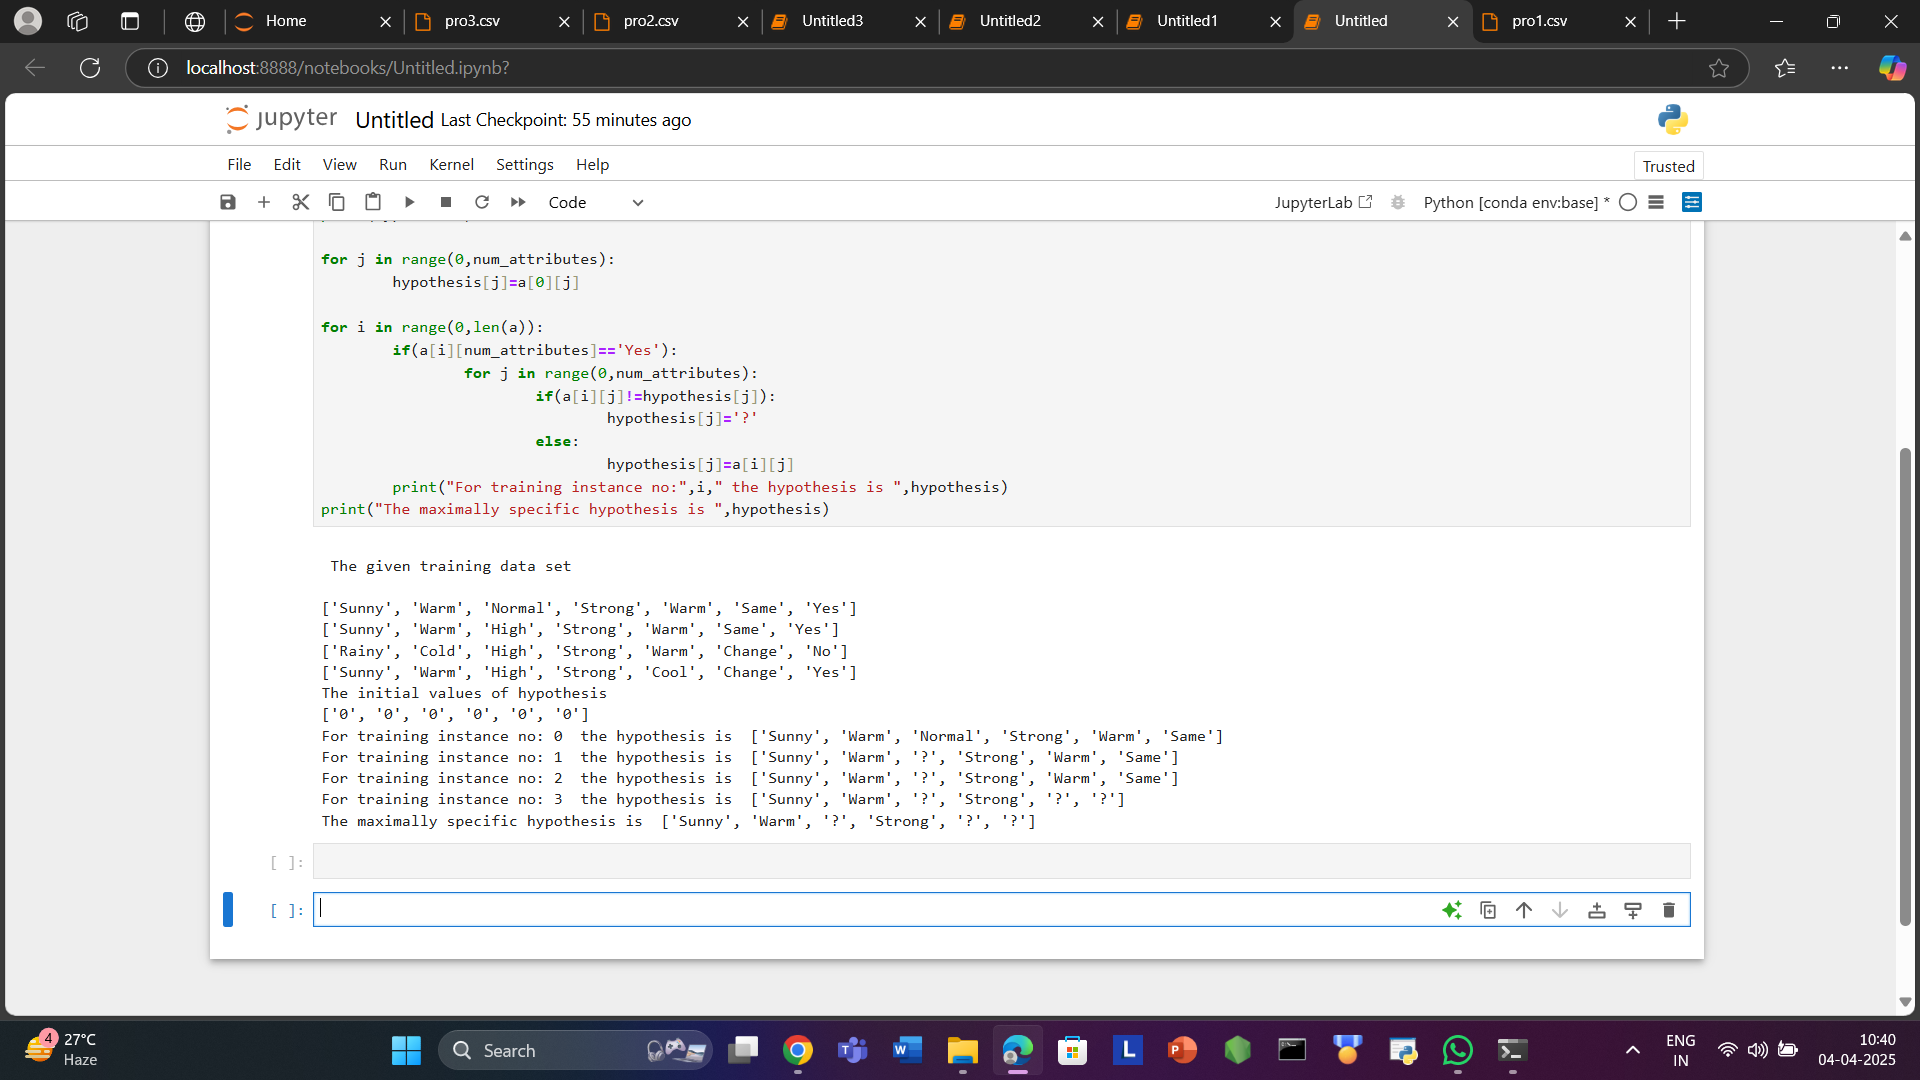 Home
pro3.csv
pro2.csv
Untitled3
Untitled2
Untitled1
Untitled
pro1.csv
localhost:8888/notebooks/Untitled.ipynb?
jupyter Untitled Last Checkpoint: 55 minutes ago
File Edit View Run Kernel Settings Help
Trusted
Code
JupyterLab
Python [conda env:base] *
for j in range(0,num_attributes):
        hypothesis[j]=a[0][j]
for i in range(0,len(a)):
        if(a[i][num_attributes]=='Yes'):
                for j in range(0,num_attributes):
                        if(a[i][j]!=hypothesis[j]):
                                hypothesis[j]='?'
                        else:
                                hypothesis[j]=a[i][j]
        print("For training instance no:",i," the hypothesis is ",hypothesis)
print("The maximally specific hypothesis is ",hypothesis)
 The given training data set
['Sunny', 'Warm', 'Normal', 'Strong', 'Warm', 'Same', 'Yes']
['Sunny', 'Warm', 'High', 'Strong', 'Warm', 'Same', 'Yes']
['Rainy', 'Cold', 'High', 'Strong', 'Warm', 'Change', 'No']
['Sunny', 'Warm', 'High', 'Strong', 'Cool', 'Change', 'Yes']
The initial values of hypothesis
['0', '0', '0', '0', '0', '0']
For training instance no: 0  the hypothesis is  ['Sunny', 'Warm', 'Normal', 'Strong', 'Warm', 'Same']
For training instance no: 1  the hypothesis is  ['Sunny', 'Warm', '?', 'Strong', 'Warm', 'Same']
For training instance no: 2  the hypothesis is  ['Sunny', 'Warm', '?', 'Strong', 'Warm', 'Same']
For training instance no: 3  the hypothesis is  ['Sunny', 'Warm', '?', 'Strong', '?', '?']
The maximally specific hypothesis is  ['Sunny', 'Warm', '?', 'Strong', '?', '?']
[ ]:
[ ]:
4
27°C
Haze
Search
ENG
IN
10:40
04-04-2025